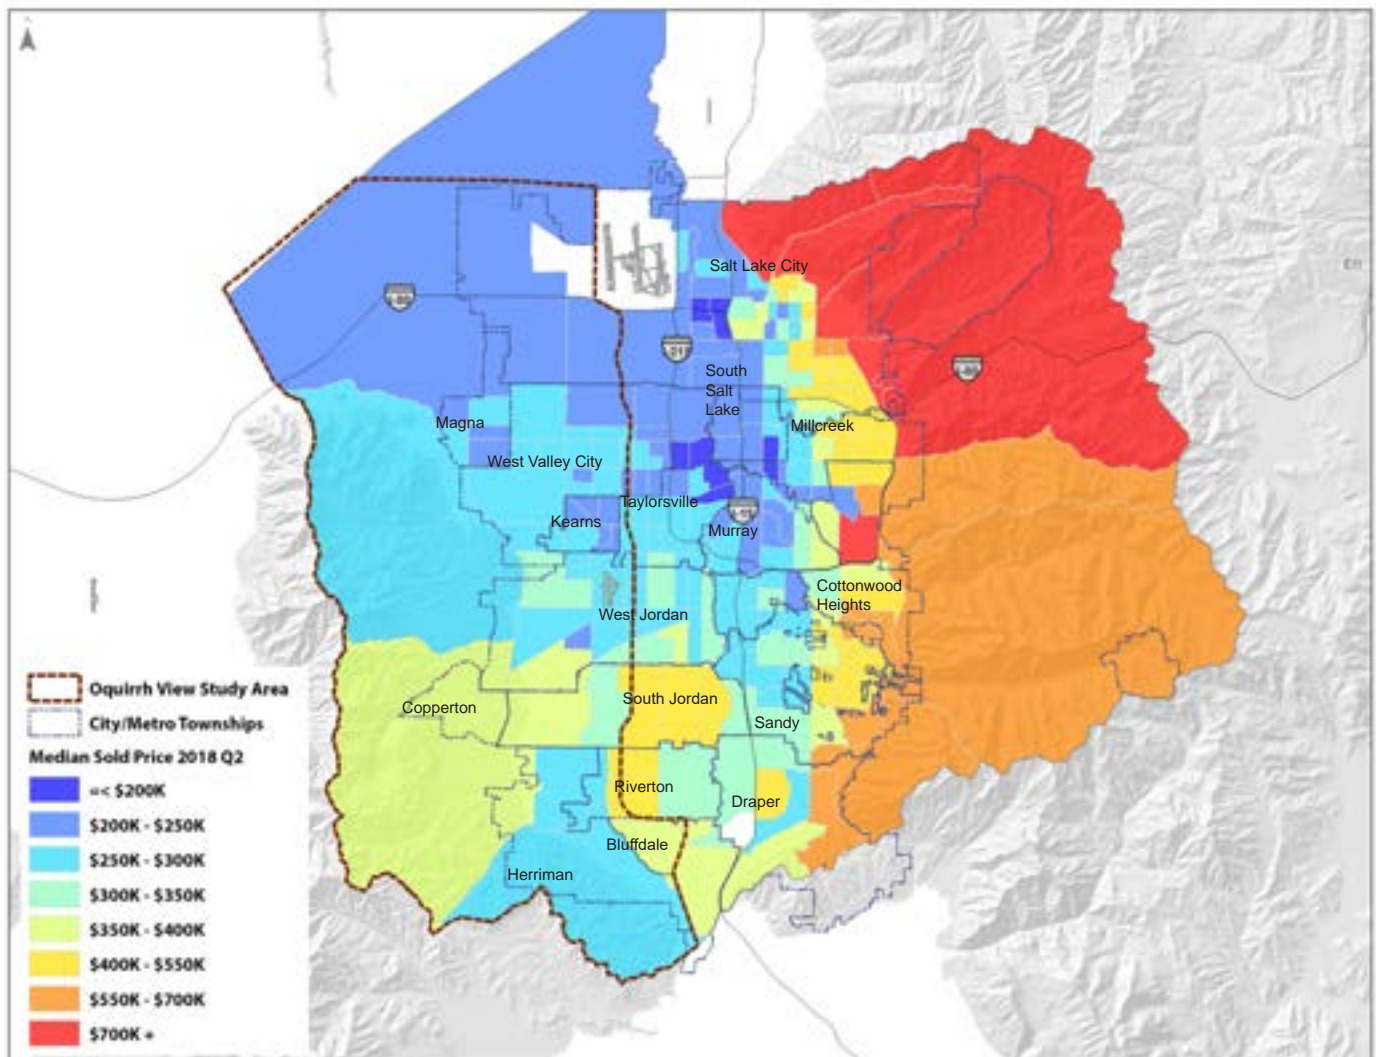 Salt Lake City
South
Salt
Lake
Magna
Millcreek
West Valley City
Taylorsville
Kearns
Murray
Cottonwood
Heights
West Jordan
Copperton
South Jordan
Sandy
Riverton
Draper
Bluffdale
Herriman
Oquirrh View Study Area
City/Metro Townships
Median Sold Price 2018 Q2
=< $200K
$200K - $250K
$250K - $300K
$300K - $350K
$350K - $400K
$400K - $550K
$550K - $700K
$700K +